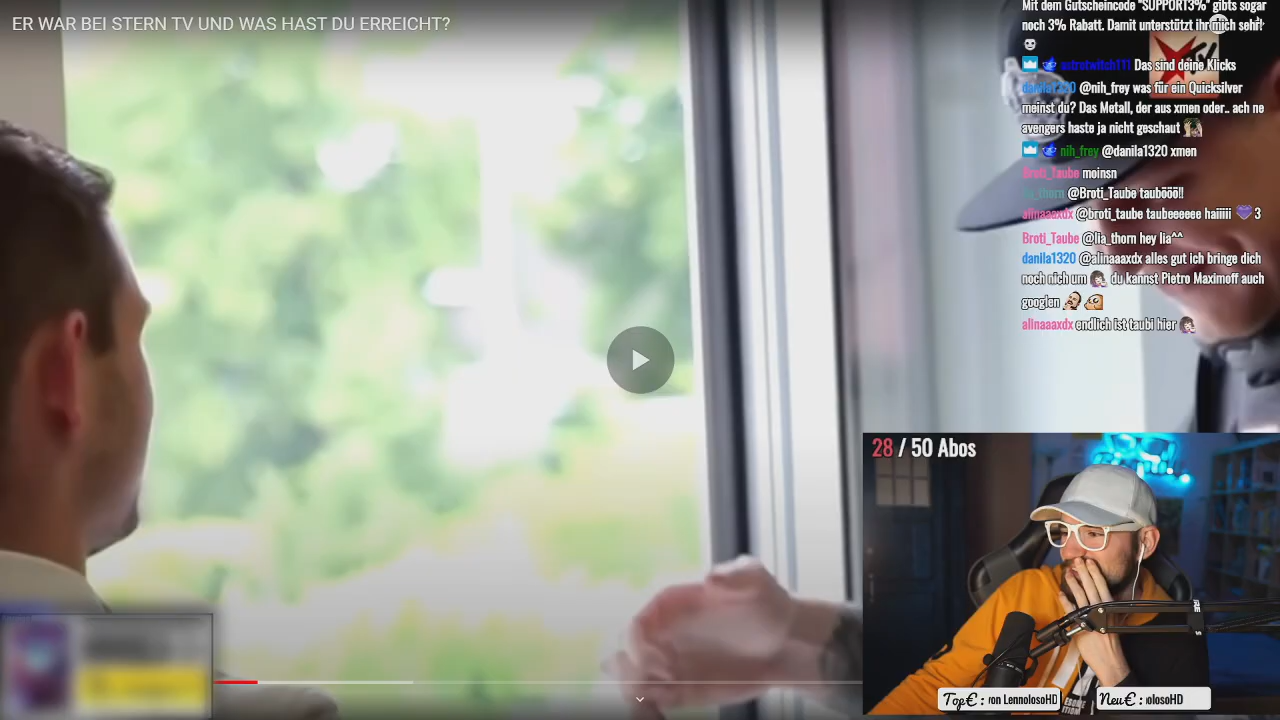 ER WAR BEI STERN TV UND WAS HAST DU ERREICHT?
Mit dem Gutscheincode "SUPPORT3%" gibts sogar
noch 3% Rabatt. Damit unterstützt ihr mich sehr!
astrotwitch111 Das sind deine Klicks
danila1320 @nih_frey was für ein Quicksilver
meinst du? Das Metall, der aus xmen oder.. ach ne
avengers haste ja nicht geschaut
nih_frey @danila1320 xmen
Broti_Taube moinsn
lia_thorn @Broti_Taube tauböööl!
alinaaaxdx @broti_taube taubeeeeee haiiiii 3
Broti_Taube @lia_thorn hey lia^^
danila1320 @alinaaaxdx alles gut ich bringe dich
noch nich um du kannst Pietro Maximoff auch
googlen
alinaaaxdx endlich ist taubi hier
28 / 50 Abos
Top€ : von LennolosoHD
Neu€ : olosoHD